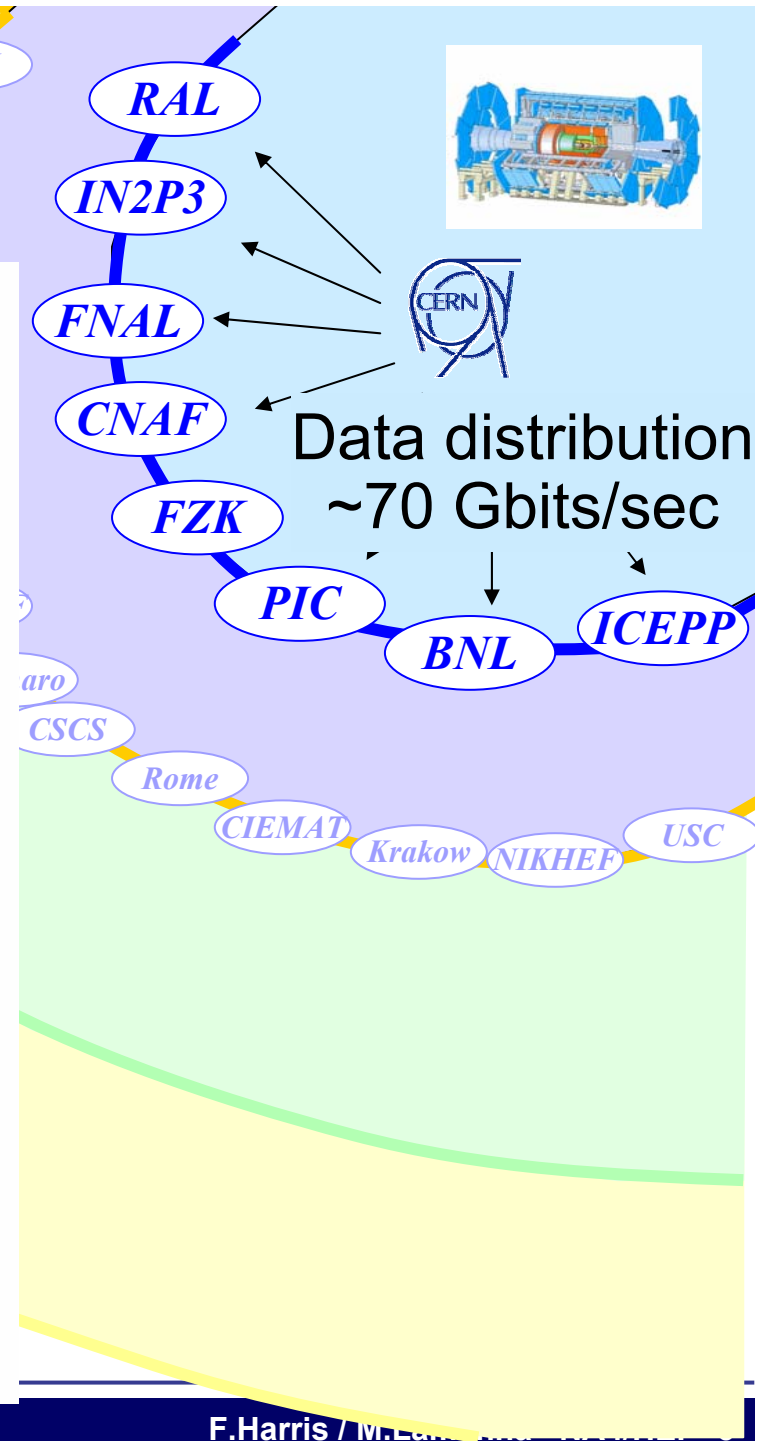 RAL
IN2P3
CERN
FNAL
CNAF
Data distribution
~70 Gbits/sec
FZK
PIC
ICEPP
BNL
aro
CSCS
Rome
CIEMAT
USC
Krakow
NIKHEF
F.Harris /